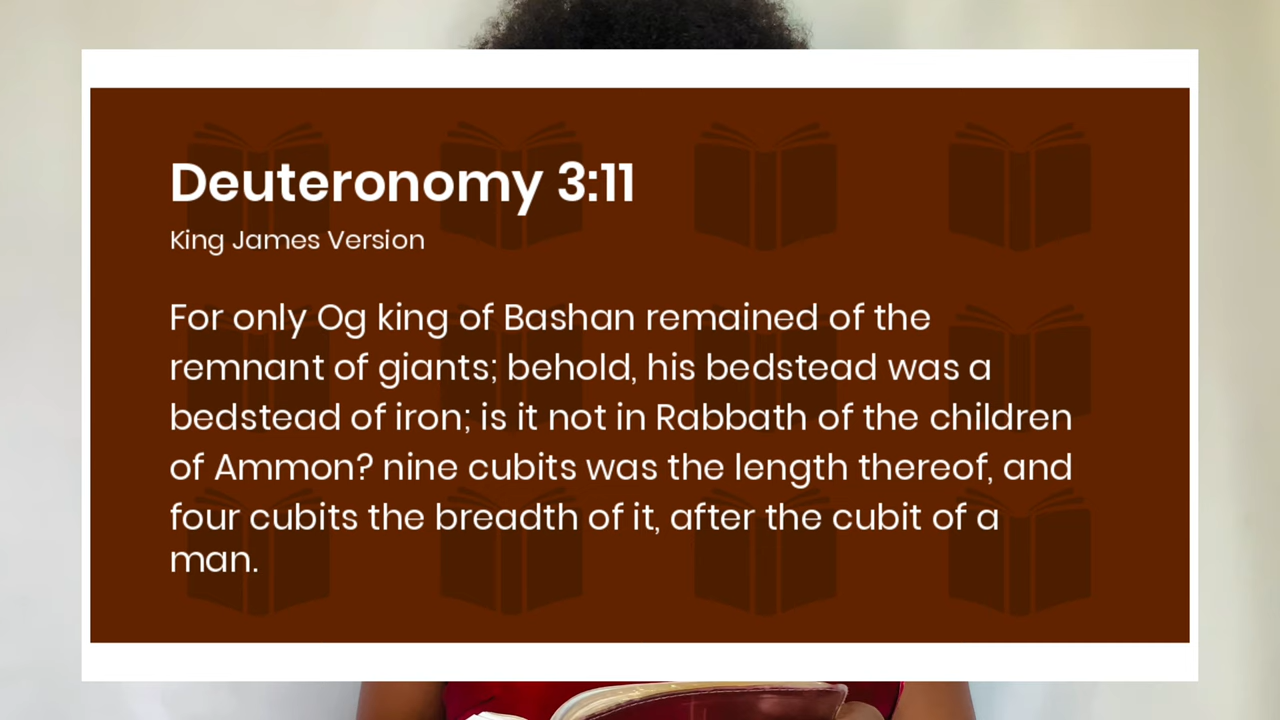 Deuteronomy 3:11
King James Version
For only Og king of Bashan remained of the
remnant of giants; behold, his bedstead was a
bedstead of iron; is it not in Rabbath of the children
of Ammon? nine cubits was the length thereof, and
four cubits the breadth of it, after the cubit of a
man.